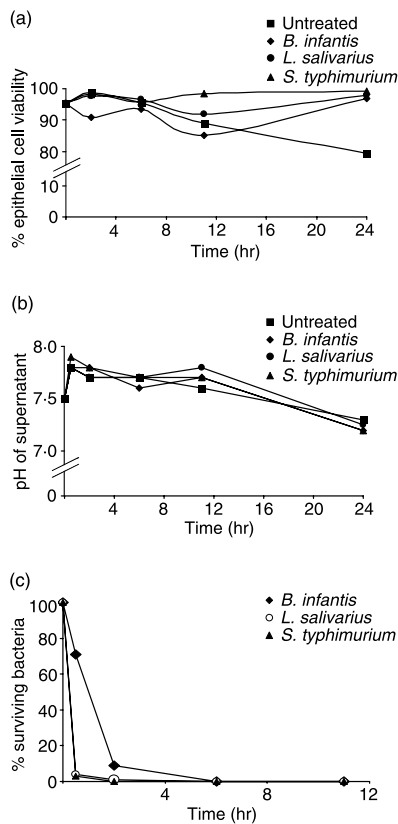 (a)
Untreated
B. infantis
L. salivarius
S. typhimurium
% epithelial cell viability
100
90
80
10
0
4
8
12
16
20
24
Time (hr)
(b)
Untreated
B. infantis
L. salivarius
S. typhimurium
pH of supernatant
8·0
7·5
7·0
0
4
8
12
16
20
24
Time (hr)
(c)
B. infantis
L. salivarius
S. typhimurium
% surviving bacteria
100
80
60
40
20
0
0
4
8
12
Time (hr)